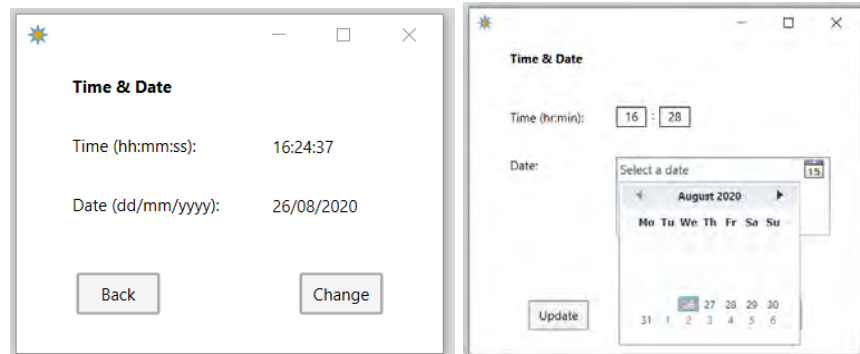 Time & Date
Time (hh:mm:ss): 16:24:37
Date (dd/mm/yyyy): 26/08/2020
Back Change
Time & Date
Time (hr:min): 16 : 28
Date:
Select a date 15
August 2020
Mo Tu We Th Fr Sa Su
26 27 28 29 30
31 1 2 3 4 5 6
Update